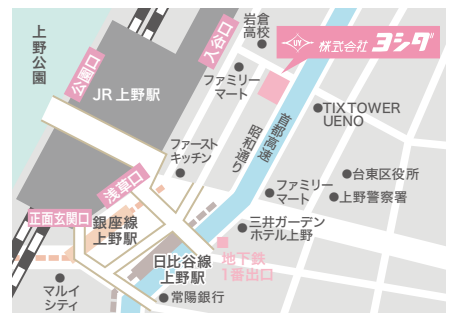 上野公園
岩倉
高校
入谷口
UY 株式会社 ヨシダ
公園口
JR上野駅
ファミリー
マート
TIX TOWER
UENO
首都高速
昭和通り
ファースト
キッチン
台東区役所
浅草口
ファミリー
マート
上野警察署
正面玄関口
銀座線
上野駅
三井ガーデン
ホテル上野
日比谷線
上野駅
地下鉄
1番出口
マルイ
シティ
常陽銀行